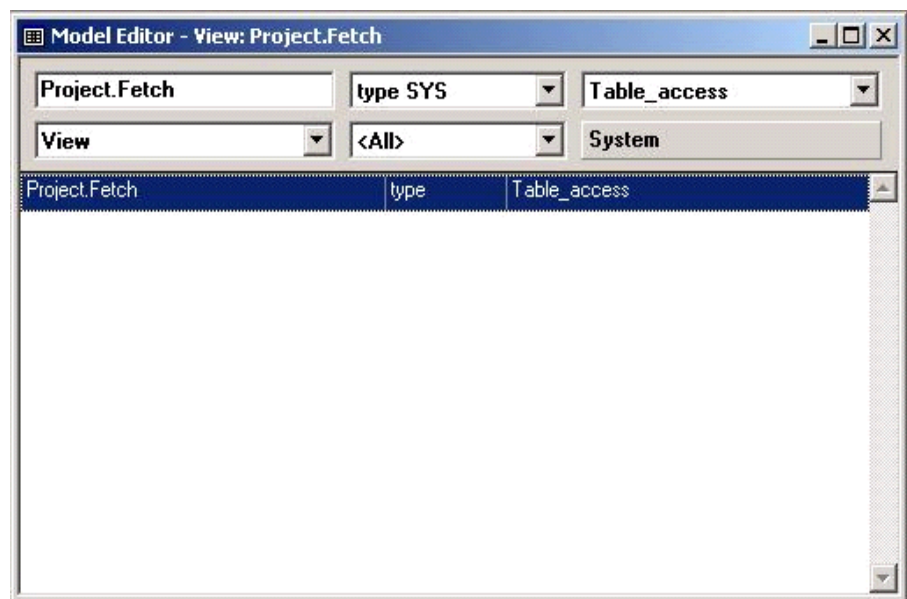 Model Editor - View: Project.Fetch
Project.Fetch type SYS Table_access
View <All> System
Project.Fetch type Table_access